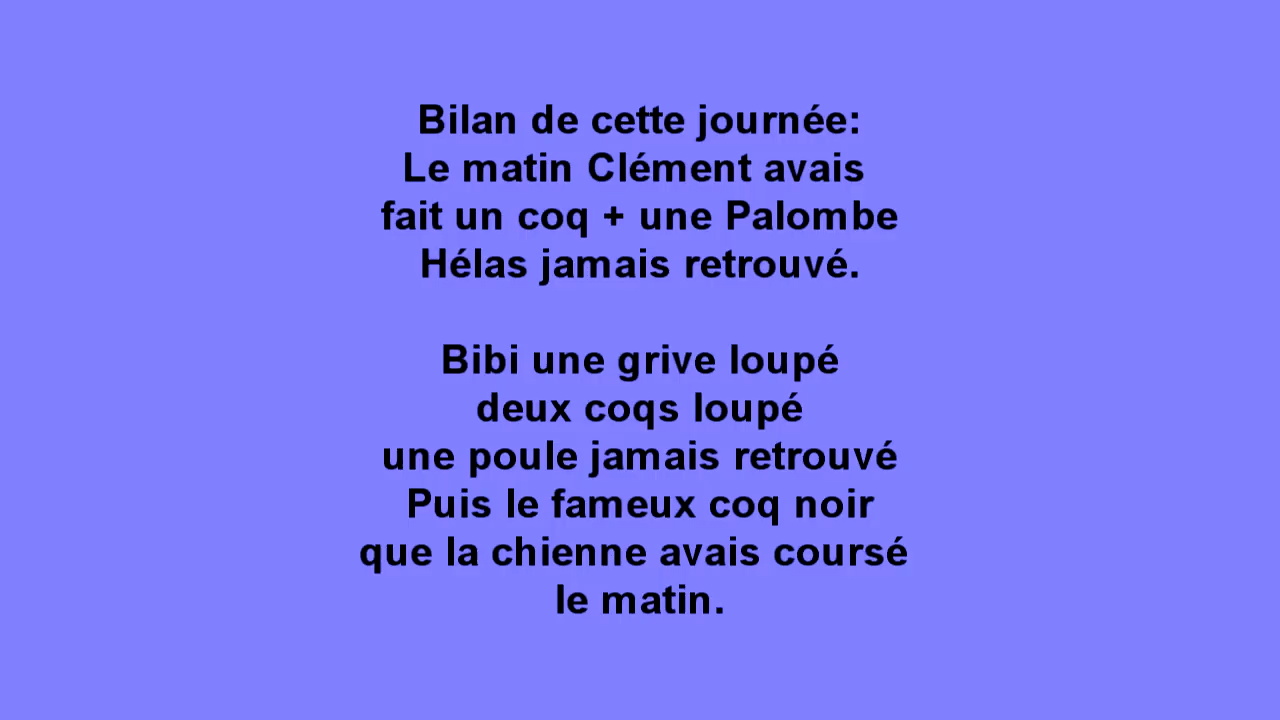 Bilan de cette journée:
Le matin Clément avais
fait un coq + une Palombe
Hélas jamais retrouvé.
Bibi une grive loupé
deux coqs loupé
une poule jamais retrouvé
Puis le fameux coq noir
que la chienne avais coursé
le matin.